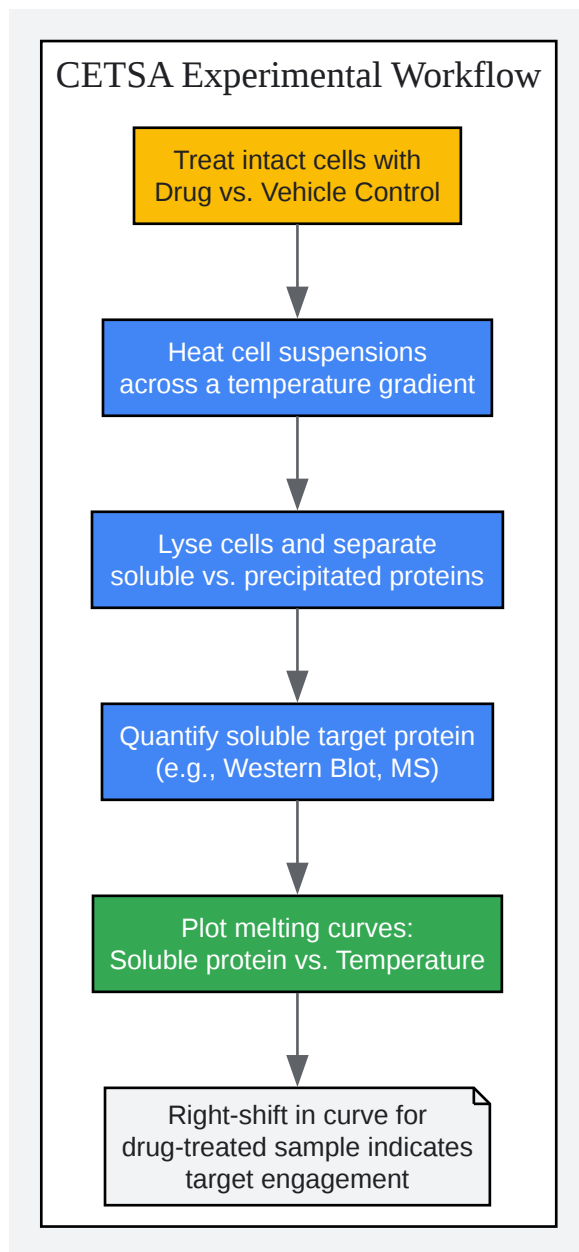 CETSA Experimental Workflow
Treat intact cells with
Drug vs. Vehicle Control
Heat cell suspensions
across a temperature gradient
Lyse cells and separate
soluble vs. precipitated proteins
Quantify soluble target protein
(e.g., Western Blot, MS)
Plot melting curves:
Soluble protein vs. Temperature
Right-shift in curve for
drug-treated sample indicates
target engagement